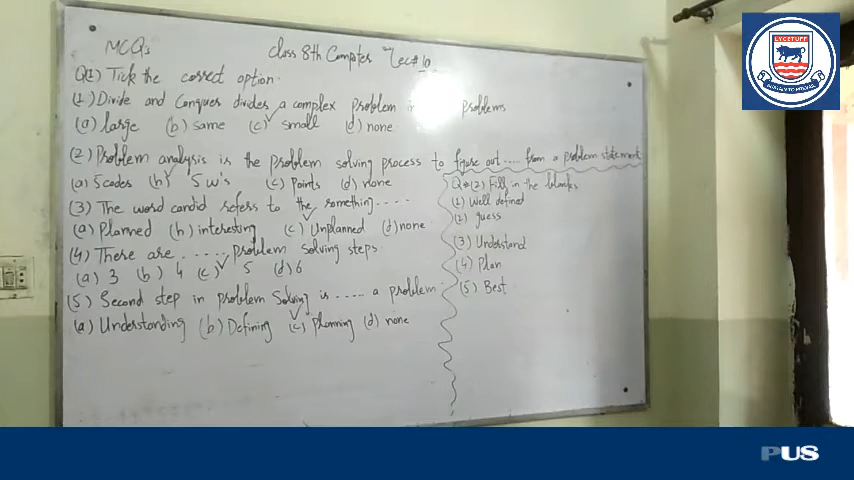 MCQ's
class 8th Computer Lec# 10
Q(1) Tick the correct option.
(1) Divide and Conquer divides a complex problem in problems
(a) large (b) same (c) small (d) none
(2) Problem analysis is the problem solving process to figure out..... from a problem statement
(a) 5 codes (b) 5 w's (c) points (d) none
(3) The word candid refers to the something....
(a) Planned (b) interesting (c) Unplanned (d) none
(4) There are ...... problem solving steps.
(a) 3 (b) 4 (c) 5 (d) 6
(5) Second step in problem Solving is ..... a problem.
(a) Understanding (b) Defining (c) planning (d) none
Q#(2) Fill in the blanks
(1) Well defined
(2) guess
(3) Understand
(4) Plan
(5) Best
LYCETUFF
PUS